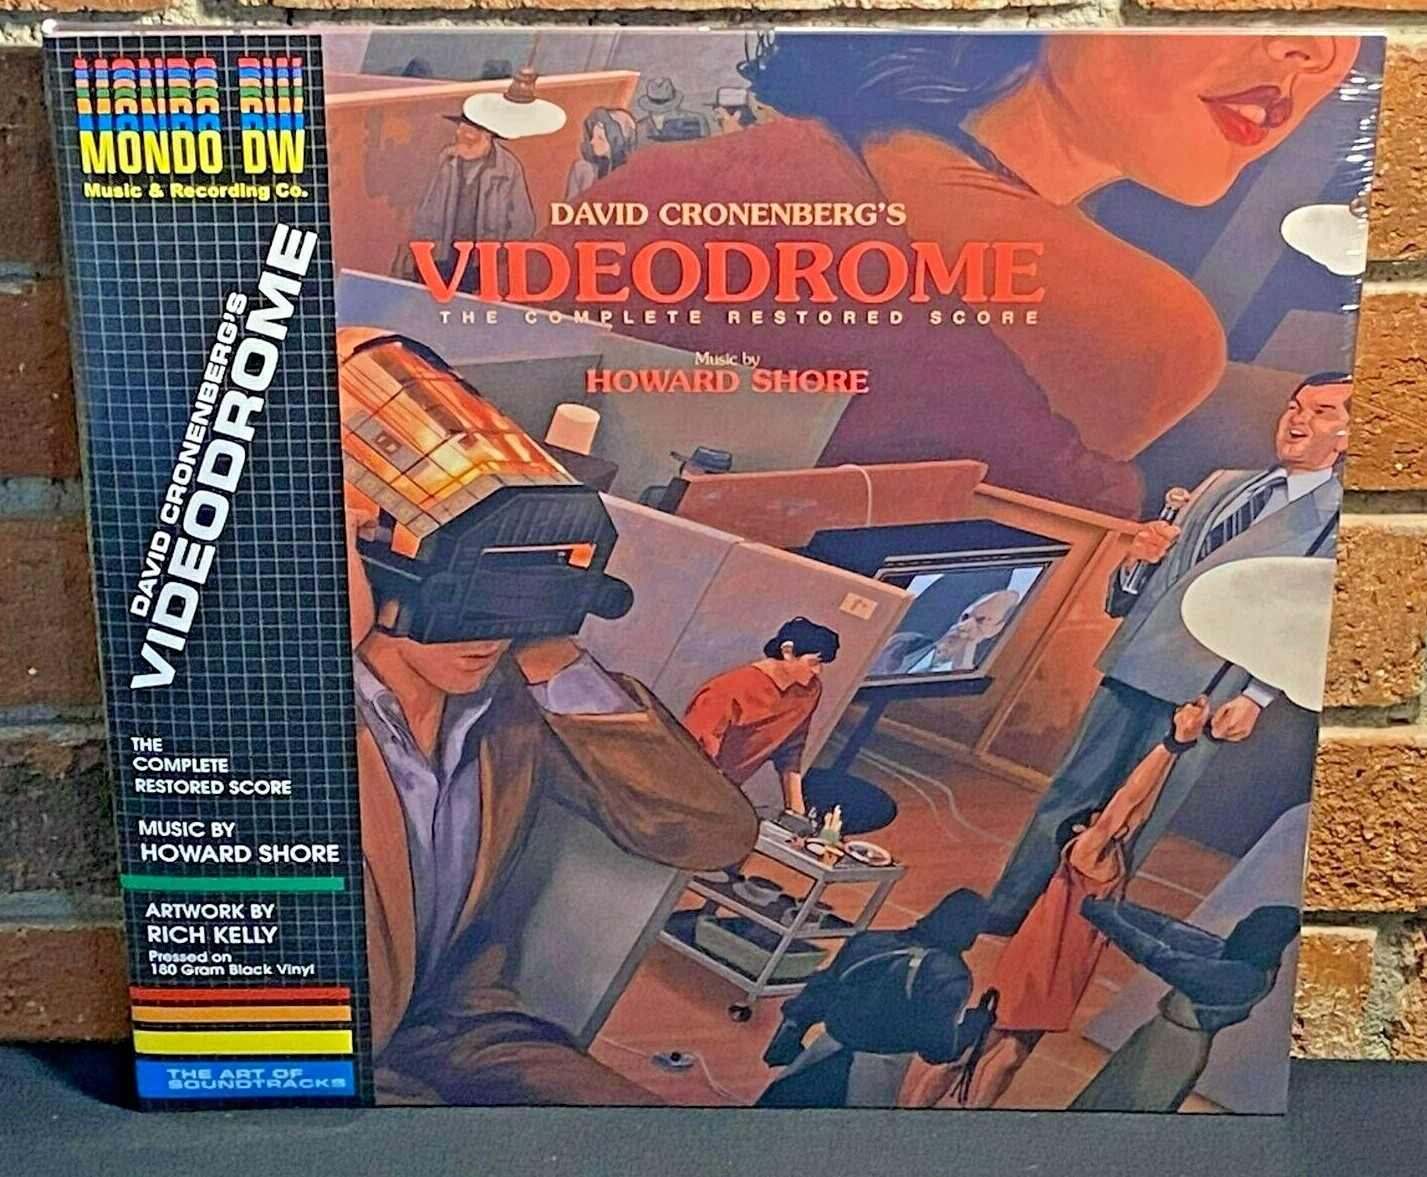 MONDO DW
Music & Recording Co.
DAVID CRONENBERG'S
VIDEODROME
THE
COMPLETE
RESTORED SCORE
MUSIC BY
HOWARD SHORE
ARTWORK BY
RICH KELLY
Pressed on
180 Gram Black Vinyl
THE ART OF
SOUNDTRACKS
DAVID CRONENBERG'S
VIDEODROME
THE COMPLETE RESTORED SCORE
Music by
HOWARD SHORE